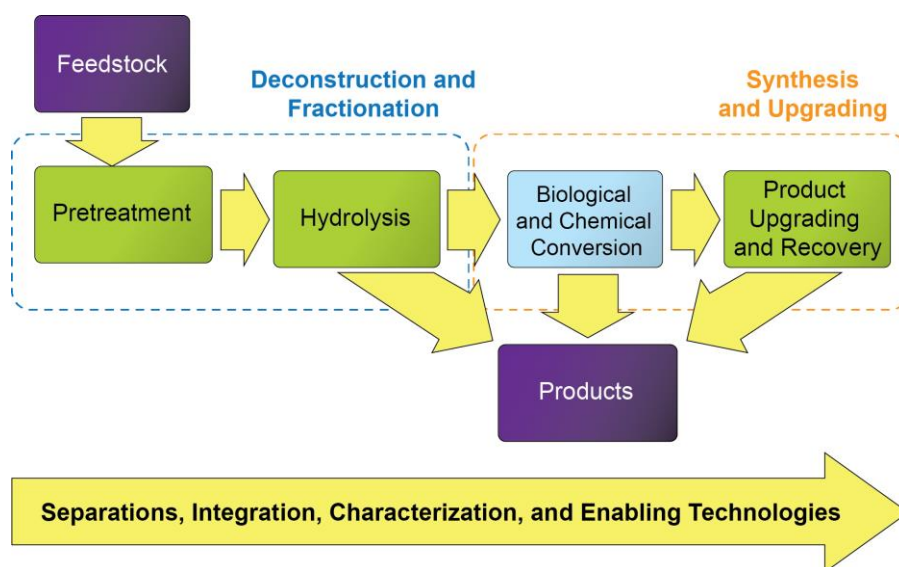 Feedstock
Deconstruction and
Fractionation
Synthesis
and Upgrading
Pretreatment
Hydrolysis
Biological
and Chemical
Conversion
Product
Upgrading
and Recovery
Products
Separations, Integration, Characterization, and Enabling Technologies